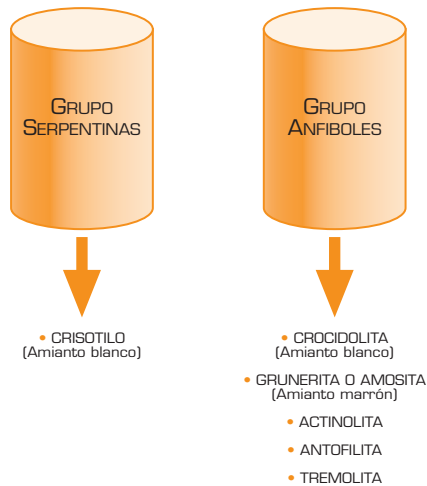 GRUPO
SERPENTINAS
• CRISOTILO
(Amianto blanco)
GRUPO
ANFIBOLES
• CROCIDOLITA
(Amianto blanco)
• GRUNERITA O AMOSITA
(Amianto marrón)
• ACTINOLITA
• ANTOFILITA
• TREMOLITA